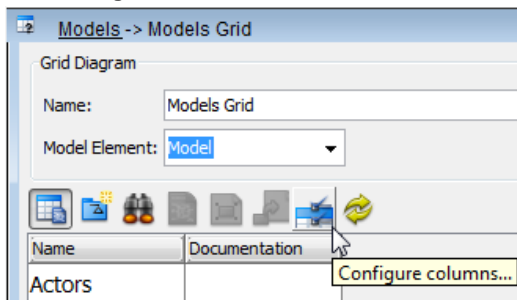 Models -> Models Grid
Grid Diagram
Name: Models Grid
Model Element: Model
Name Documentation
Configure columns...
Actors